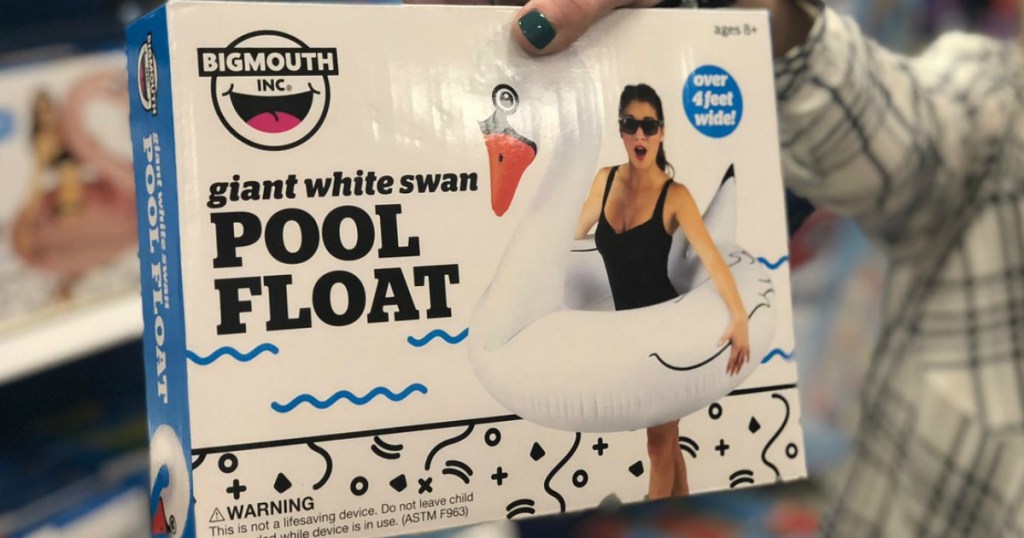 BIGMOUTH
INC.®
ages 8+
over
4 feet
wide!
giant white swan
POOL
FLOAT
giant white swan
POOL FLOAT
⚠ WARNING
This is not a lifesaving device. Do not leave child
while device is in use. (ASTM F963)